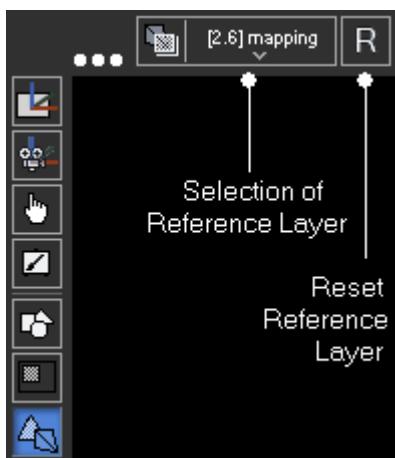 [2.6] mapping R
Selection of
Reference Layer
Reset
Reference
Layer